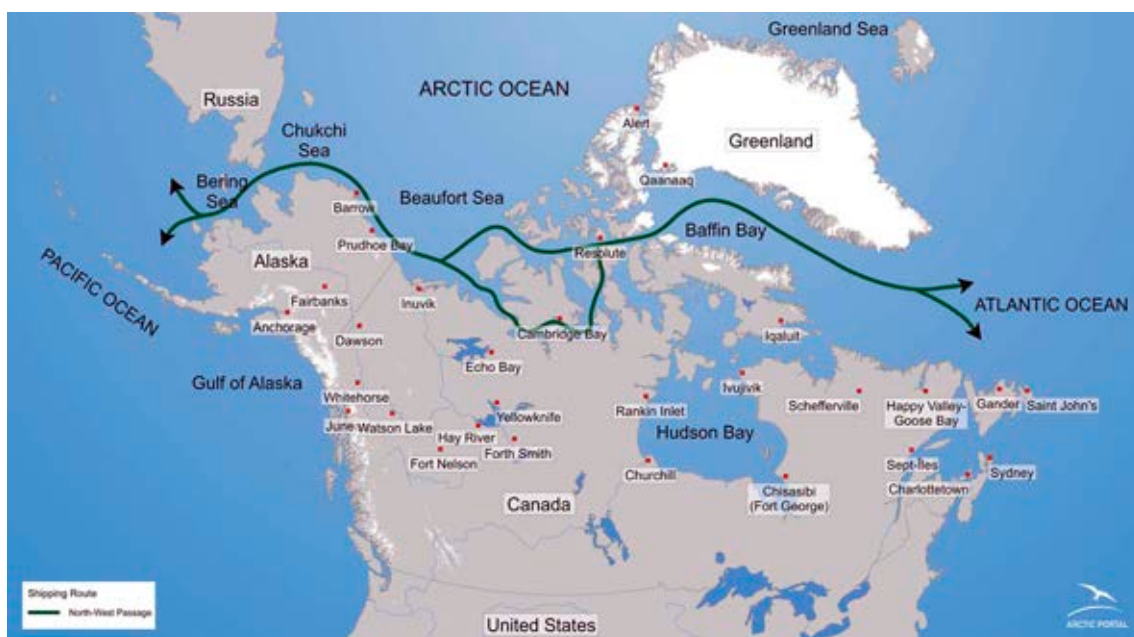 Greenland Sea
ARCTIC OCEAN
Russia
Alert
Chukchi
Sea
Greenland
Qaanaaq
Bering
Sea
Beaufort Sea
Barrow
Baffin Bay
Prudhoe Bay
Resolute
Alaska
PACIFIC OCEAN
Fairbanks
Inuvik
ATLANTIC OCEAN
Anchorage
Dawson
Cambridge Bay
Iqaluit
Echo Bay
Gulf of Alaska
Ivujivik
Whitehorse
Rankin Inlet
Schefferville
Happy Valley-
Goose Bay
Gander
Saint John's
Yellowknife
June
Watson Lake
Hay River
Hudson Bay
Forth Smith
Fort Nelson
Sept-Îles
Sydney
Churchill
Charlottetown
Chisasibi
(Fort George)
Canada
Shipping Route
North-West Passage
United States
ARCTIC PORTAL